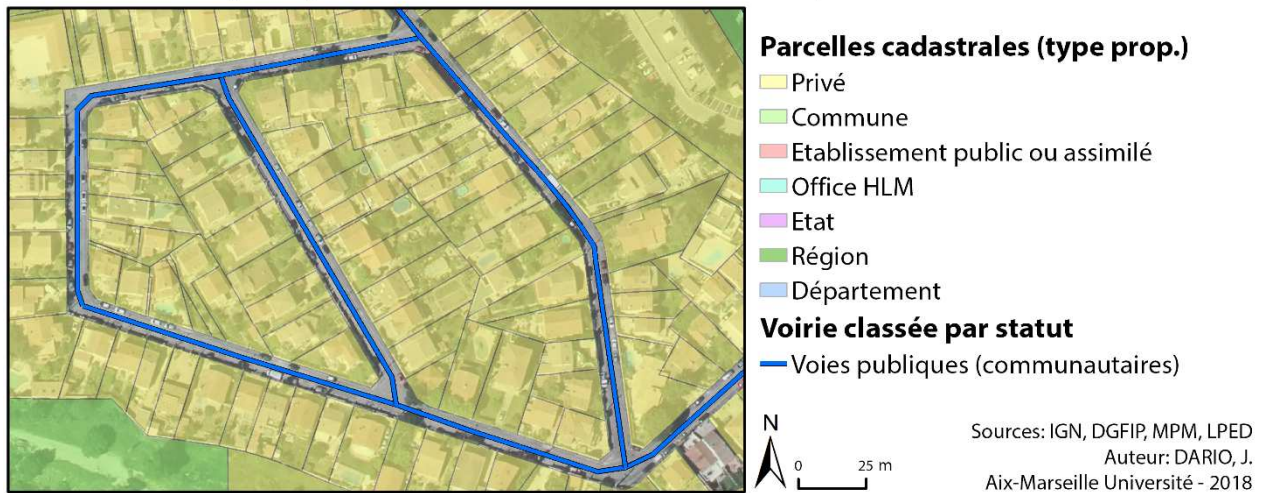 Parcelles cadastrales (type prop.)
Privé
Commune
Etablissement public ou assimilé
Office HLM
Etat
Région
Département
Voirie classée par statut
Voies publiques (communautaires)
N
0 25 m
Sources: IGN, DGFIP, MPM, LPED
Auteur: DARIO, J.
Aix-Marseille Université - 2018